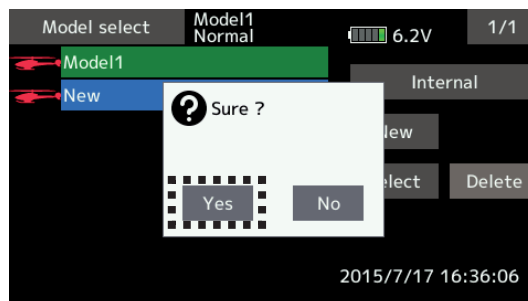 Model select
Model1
Normal
6.2V
1/1
Model1
New
Internal
Sure ?
New
elect
Delete
Yes
No
2015/7/17 16:36:06